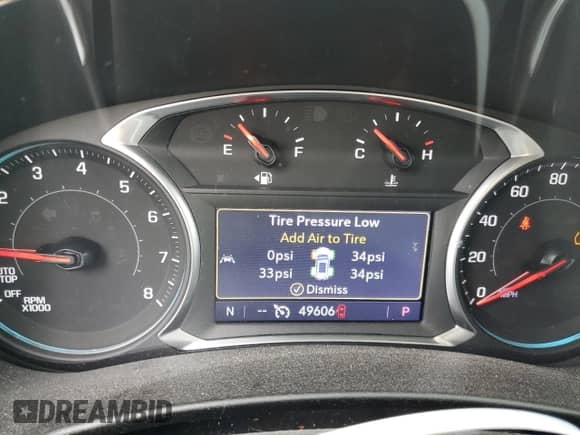 E F
C H
2 3 4 5 6 7 8
AUTO STOP
OFF
RPM
X1000
Tire Pressure Low
Add Air to Tire
0psi 34psi
33psi 34psi
Dismiss
N -- 49606 P
0 20 40 60 80
MPH
DREAMBID